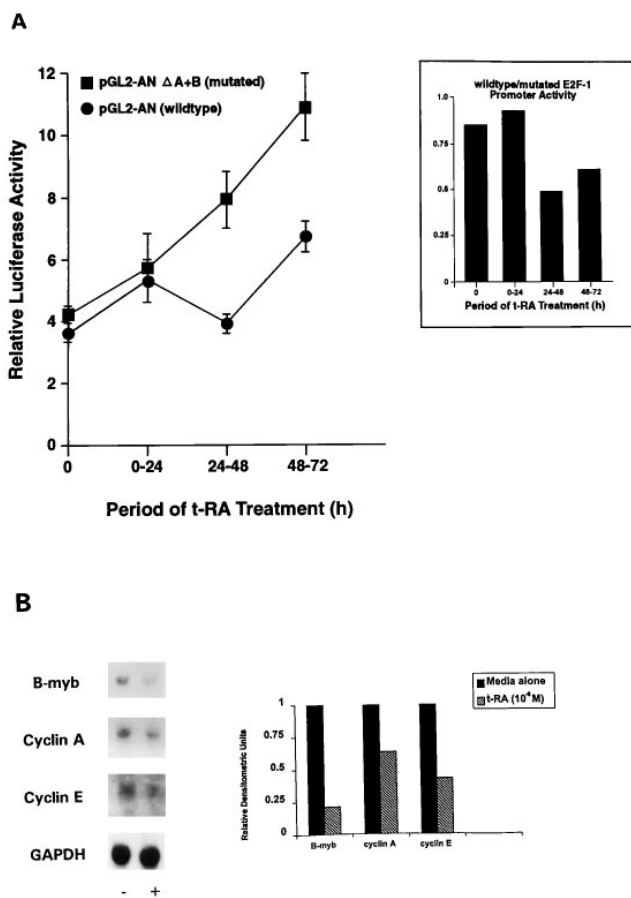 A
pGL2-AN △ A+B (mutated)
pGL2-AN (wildtype)
12
10
8
6
4
2
0
Relative Luciferase Activity
0
0-24
24-48
48-72
Period of t-RA Treatment (h)
wildtype/mutated E2F-1
Promoter Activity
1.0
0.75
0.5
0.25
0
0-24
24-48
48-72
Period of t-RA Treatment (h)
B
B-myb
Cyclin A
Cyclin E
GAPDH
- +
Media alone
t-RA (10⁻⁶M)
1
0.75
0.5
0.25
0
Relative Densitometric Units
B-myb
cyclin A
cyclin E